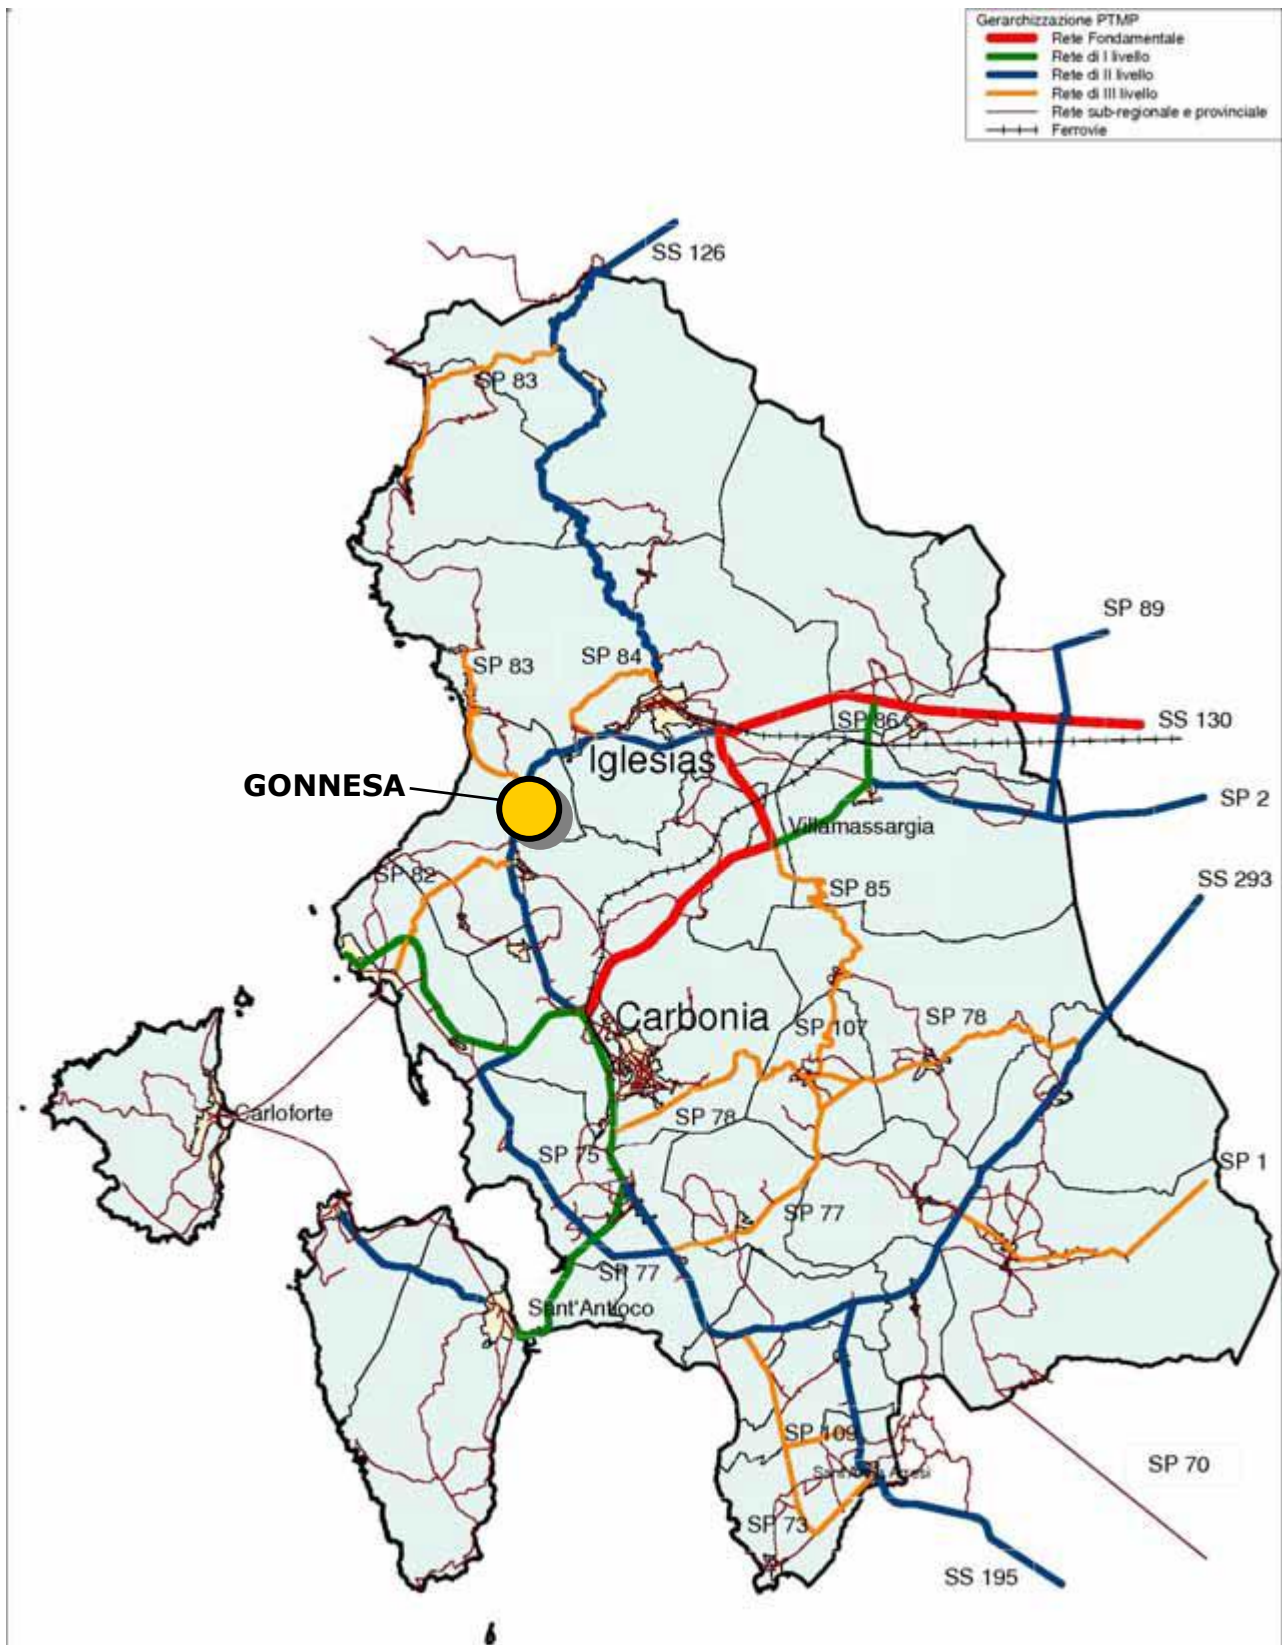 Gerarchizzazione PTMP
Rete Fondamentale
Rete di I livello
Rete di II livello
Rete di III livello
Rete sub-regionale e provinciale
Ferrovie
SS 126
SP 83
SP 89
SP 83
SP 84
SP 86
SS 130
Iglesias
GONNESA
SP 2
Villamassargia
SP 82
SP 85
SS 293
Carbonia
SP 107
SP 78
Carloforte
SP 78
SP 75
SP 1
SP 77
SP 77
Sant'Antioco
SP 109
SP 70
SP 73
SS 195